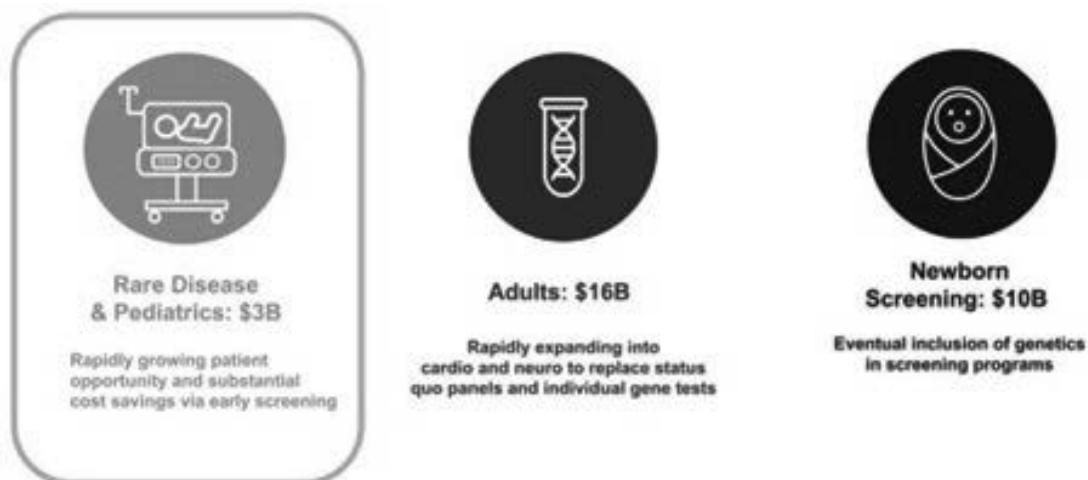 Rare Disease
& Pediatrics: $3B
Rapidly growing patient
opportunity and substantial
cost savings via early screening
Adults: $16B
Rapidly expanding into
cardio and neuro to replace status
quo panels and individual gene tests
Newborn
Screening: $10B
Eventual inclusion of genetics
in screening programs